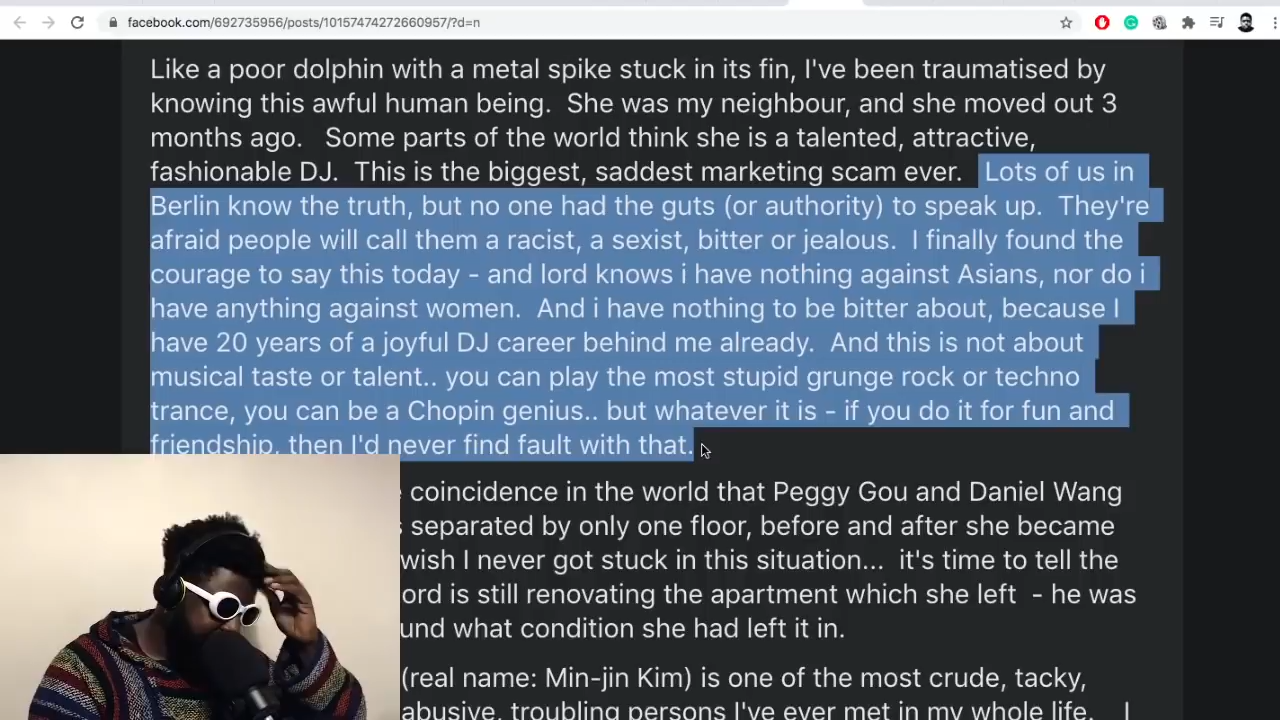 facebook.com/692735956/posts/10157474272660957/?d=n
Like a poor dolphin with a metal spike stuck in its fin, I've been traumatised by
knowing this awful human being.  She was my neighbour, and she moved out 3
months ago.   Some parts of the world think she is a talented, attractive,
fashionable DJ.  This is the biggest, saddest marketing scam ever.   Lots of us in
Berlin know the truth, but no one had the guts (or authority) to speak up.  They're
afraid people will call them a racist, a sexist, bitter or jealous.  I finally found the
courage to say this today - and lord knows i have nothing against Asians, nor do i
have anything against women.  And i have nothing to be bitter about, because I
have 20 years of a joyful DJ career behind me already.  And this is not about
musical taste or talent.. you can play the most stupid grunge rock or techno
trance, you can be a Chopin genius.. but whatever it is - if you do it for fun and
friendship, then I'd never find fault with that.
coincidence in the world that Peggy Gou and Daniel Wang
separated by only one floor, before and after she became
wish I never got stuck in this situation...  it's time to tell the
is still renovating the apartment which she left  - he was
what condition she had left it in.
(real name: Min-jin Kim) is one of the most crude, tacky,
abusive, troubling persons I've ever met in my whole life.   I